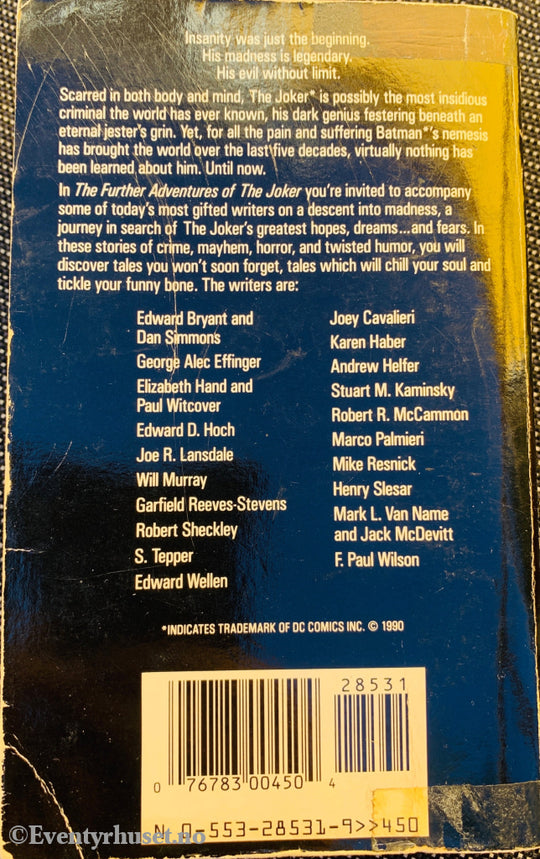 Insanity was just the beginning.
His madness is legendary.
His evil without limit.
Scarred in both body and mind, The Joker* is possibly the most insidious
criminal the world has ever known, his dark genius festering beneath an
eternal jester's grin. Yet, for all the pain and suffering Batman*'s nemesis
has brought the world over the last five decades, virtually nothing has
been learned about him. Until now.
In The Further Adventures of The Joker you're invited to accompany
some of today's most gifted writers on a descent into madness, a
journey in search of The Joker's greatest hopes, dreams...and fears. In
these stories of crime, mayhem, horror, and twisted humor, you will
discover tales you won't soon forget, tales which will chill your soul and
tickle your funny bone. The writers are:
Edward Bryant and
Dan Simmons
George Alec Effinger
Elizabeth Hand and
Paul Witcover
Edward D. Hoch
Joe R. Lansdale
Will Murray
Garfield Reeves-Stevens
Robert Sheckley
S. Tepper
Edward Wellen
Joey Cavalieri
Karen Haber
Andrew Helfer
Stuart M. Kaminsky
Robert R. McCammon
Marco Palmieri
Mike Resnick
Henry Slesar
Mark L. Van Name
and Jack McDevitt
F. Paul Wilson
*INDICATES TRADEMARK OF DC COMICS INC. © 1990
28531
0 76783 00450 4
N 0-553-28531-9>>450
©Eventyrhuset.no